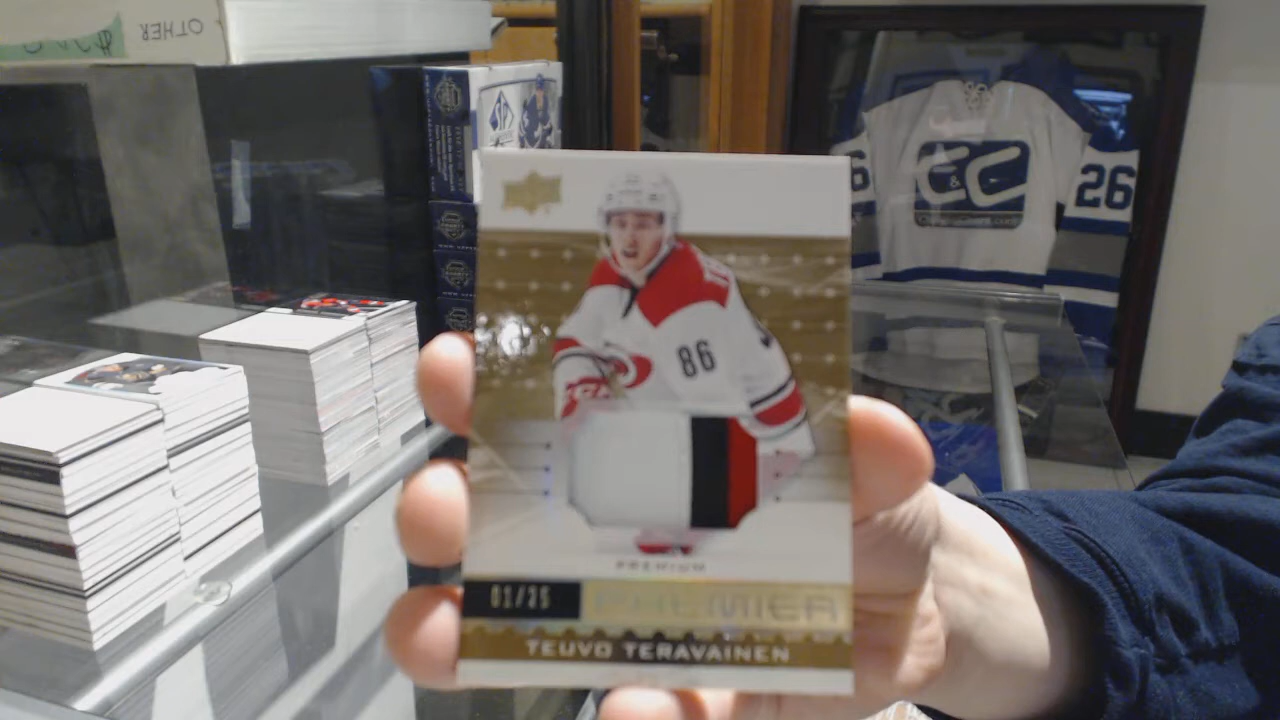 OTHER
SP
C&C
26
86
PREMIUM
01/25
PREMIER
TEUVO TERAVAINEN